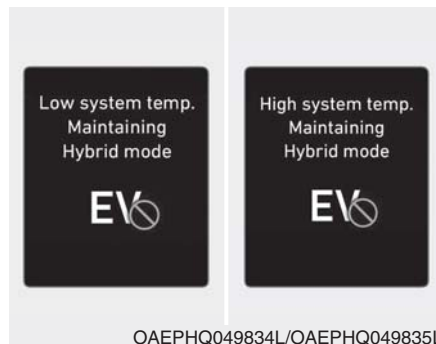 Low system temp.
Maintaining
Hybrid mode
EV
High system temp.
Maintaining
Hybrid mode
EV
OAEPHQ049834L/OAEPHQ049835L